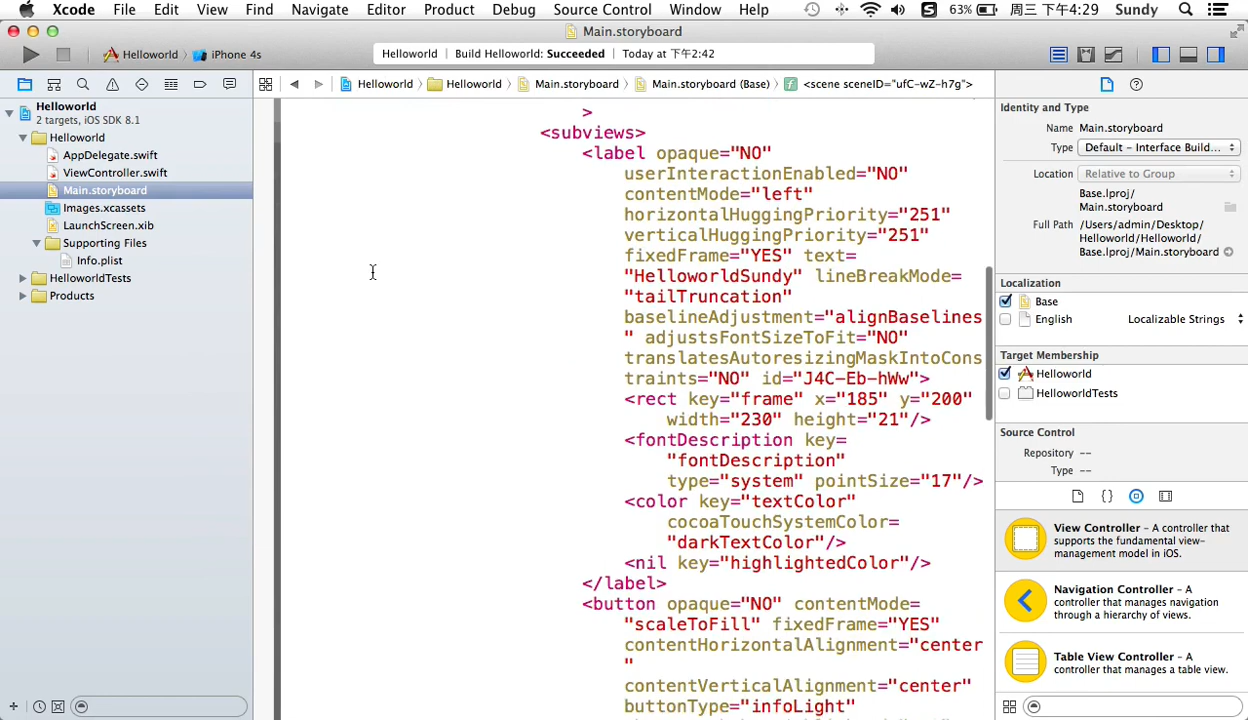 Xcode File Edit View Find Navigate Editor Product Debug Source Control Window Help S 63% 周三 下午4:29 Sundy
Main.storyboard
Helloworld iPhone 4s Helloworld Build Helloworld: Succeeded Today at 下午2:42
Helloworld Helloworld Main.storyboard Main.storyboard (Base) <scene sceneID="ufC-wZ-h7g">
Helloworld
2 targets, iOS SDK 8.1
Helloworld
AppDelegate.swift
ViewController.swift
Main.storyboard
Images.xcassets
LaunchScreen.xib
Supporting Files
Info.plist
HelloworldTests
Products
>
<subviews>
<label opaque="NO"
userInteractionEnabled="NO"
contentMode="left"
horizontalHuggingPriority="251"
verticalHuggingPriority="251"
fixedFrame="YES" text=
"HelloworldSundy" lineBreakMode=
"tailTruncation"
baselineAdjustment="alignBaselines
" adjustsFontSizeToFit="NO"
translatesAutoresizingMaskIntoCons
traints="NO" id="J4C-Eb-hWw">
<rect key="frame" x="185" y="200"
width="230" height="21"/>
<fontDescription key=
"fontDescription"
type="system" pointSize="17"/>
<color key="textColor"
cocoaTouchSystemColor=
"darkTextColor"/>
<nil key="highlightedColor"/>
</label>
<button opaque="NO" contentMode=
"scaleToFill" fixedFrame="YES"
contentHorizontalAlignment="center
"
contentVerticalAlignment="center"
buttonType="infoLight"
Identity and Type
Name Main.storyboard
Type Default - Interface Build...
Location Relative to Group
Base.lproj/
Main.storyboard
Full Path /Users/admin/Desktop/
Helloworld/Helloworld/
Base.lproj/Main.storyboard
Localization
Base
English Localizable Strings
Target Membership
Helloworld
HelloworldTests
Source Control
Repository --
Type --
View Controller - A controller that
supports the fundamental view-
management model in iOS.
Navigation Controller - A
controller that manages navigation
through a hierarchy of views.
Table View Controller - A
controller that manages a table view.